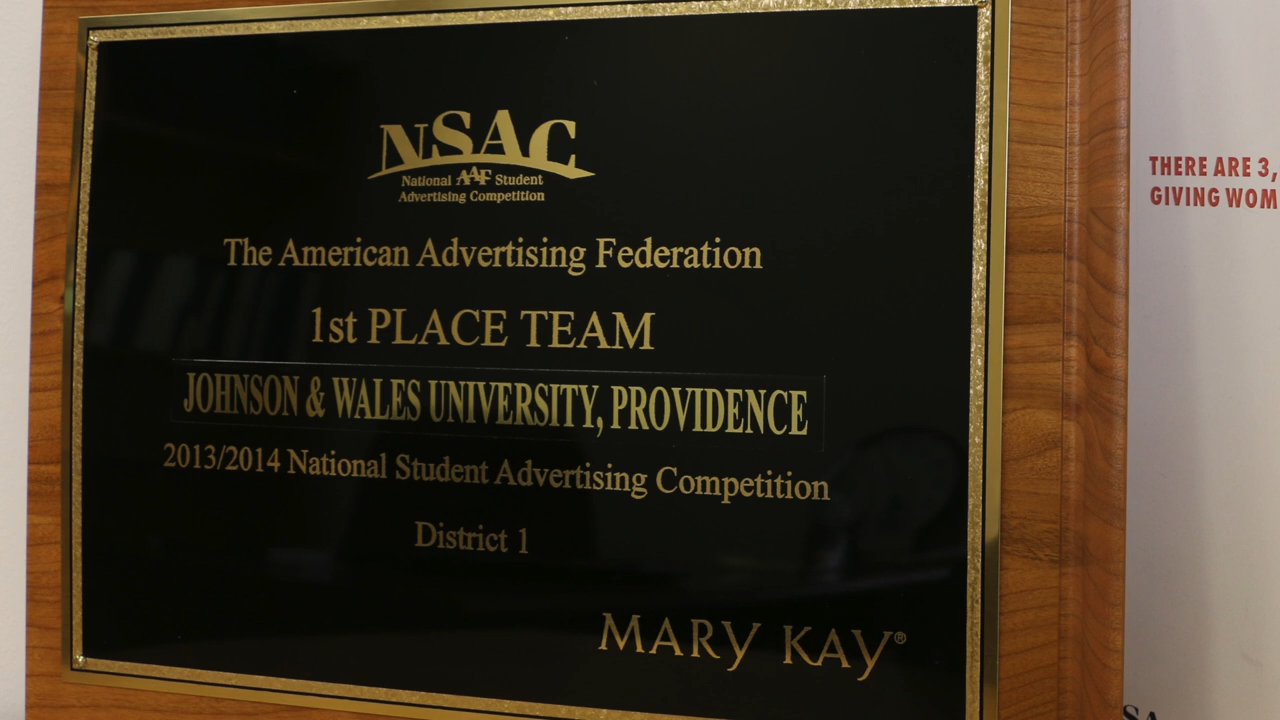 NSAC
National AAF Student
Advertising Competition
The American Advertising Federation
1st PLACE TEAM
JOHNSON & WALES UNIVERSITY, PROVIDENCE
2013/2014 National Student Advertising Competition
District 1
MARY KAY®
THERE ARE 3,
GIVING WOM
SA